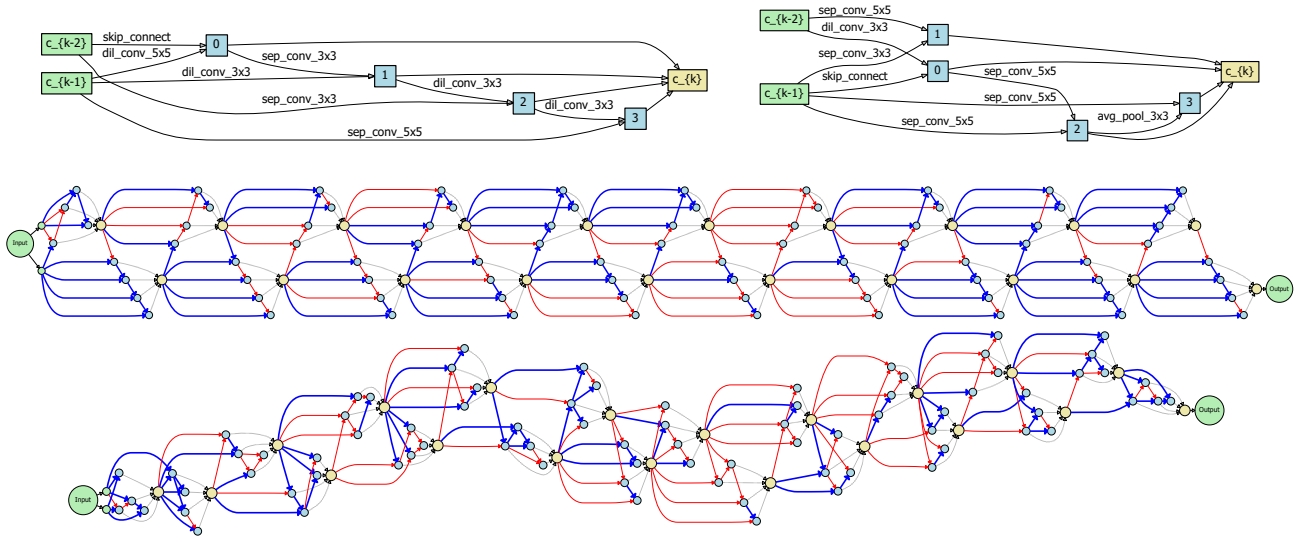 c_{k-2}
skip_connect
dil_conv_5x5
0
sep_conv_3x3
c_{k-1}
dil_conv_3x3
1
dil_conv_3x3
c_{k}
sep_conv_3x3
2
dil_conv_3x3
3
sep_conv_5x5
c_{k-2}
sep_conv_5x5
dil_conv_3x3
1
sep_conv_3x3
skip_connect
0
sep_conv_5x5
c_{k}
c_{k-1}
sep_conv_5x5
3
sep_conv_5x5
avg_pool_3x3
2
Input
Output
Output
Input